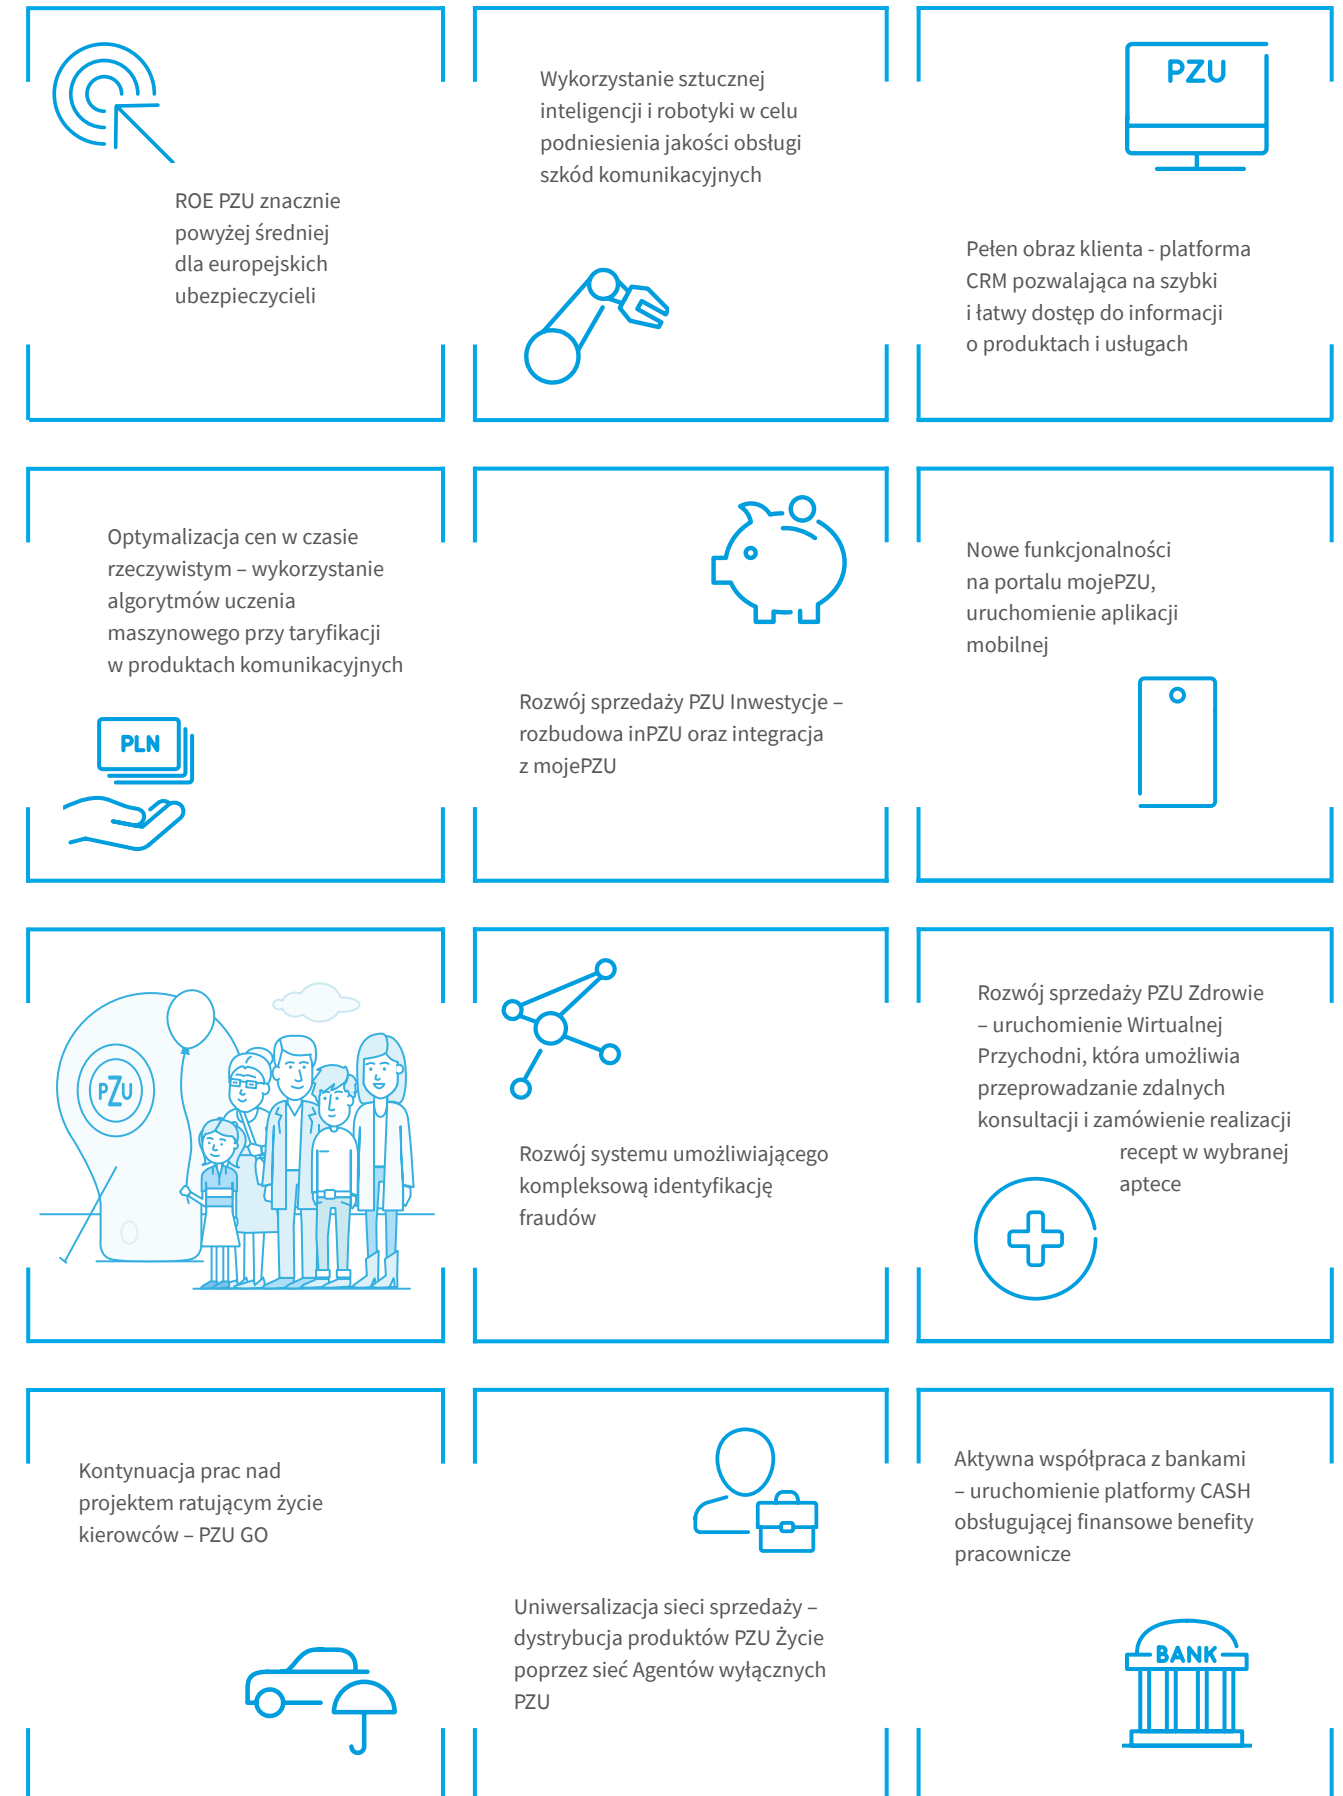 ROE PZU znacznie
powyżej średniej
dla europejskich
ubezpieczycieli
Wykorzystanie sztucznej
inteligencji i robotyki w celu
podniesienia jakości obsługi
szkód komunikacyjnych
PZU
Pełen obraz klienta - platforma
CRM pozwalająca na szybki
i łatwy dostęp do informacji
o produktach i usługach
Optymalizacja cen w czasie
rzeczywistym – wykorzystanie
algorytmów uczenia
maszynowego przy taryfikacji
w produktach komunikacyjnych
PLN
Rozwój sprzedaży PZU Inwestycje –
rozbudowa inPZU oraz integracja
z mojePZU
Nowe funkcjonalności
na portalu mojePZU,
uruchomienie aplikacji
mobilnej
PZU
Rozwój systemu umożliwiającego
kompleksową identyfikację
fraudów
Rozwój sprzedaży PZU Zdrowie
– uruchomienie Wirtualnej
Przychodni, która umożliwia
przeprowadzanie zdalnych
konsultacji i zamówienie realizacji
recept w wybranej
aptece
Kontynuacja prac nad
projektem ratującym życie
kierowców – PZU GO
Uniwersalizacja sieci sprzedaży –
dystrybucja produktów PZU Życie
poprzez sieć Agentów wyłącznych
PZU
Aktywna współpraca z bankami
– uruchomienie platformy CASH
obsługującej finansowe benefity
pracownicze
BANK